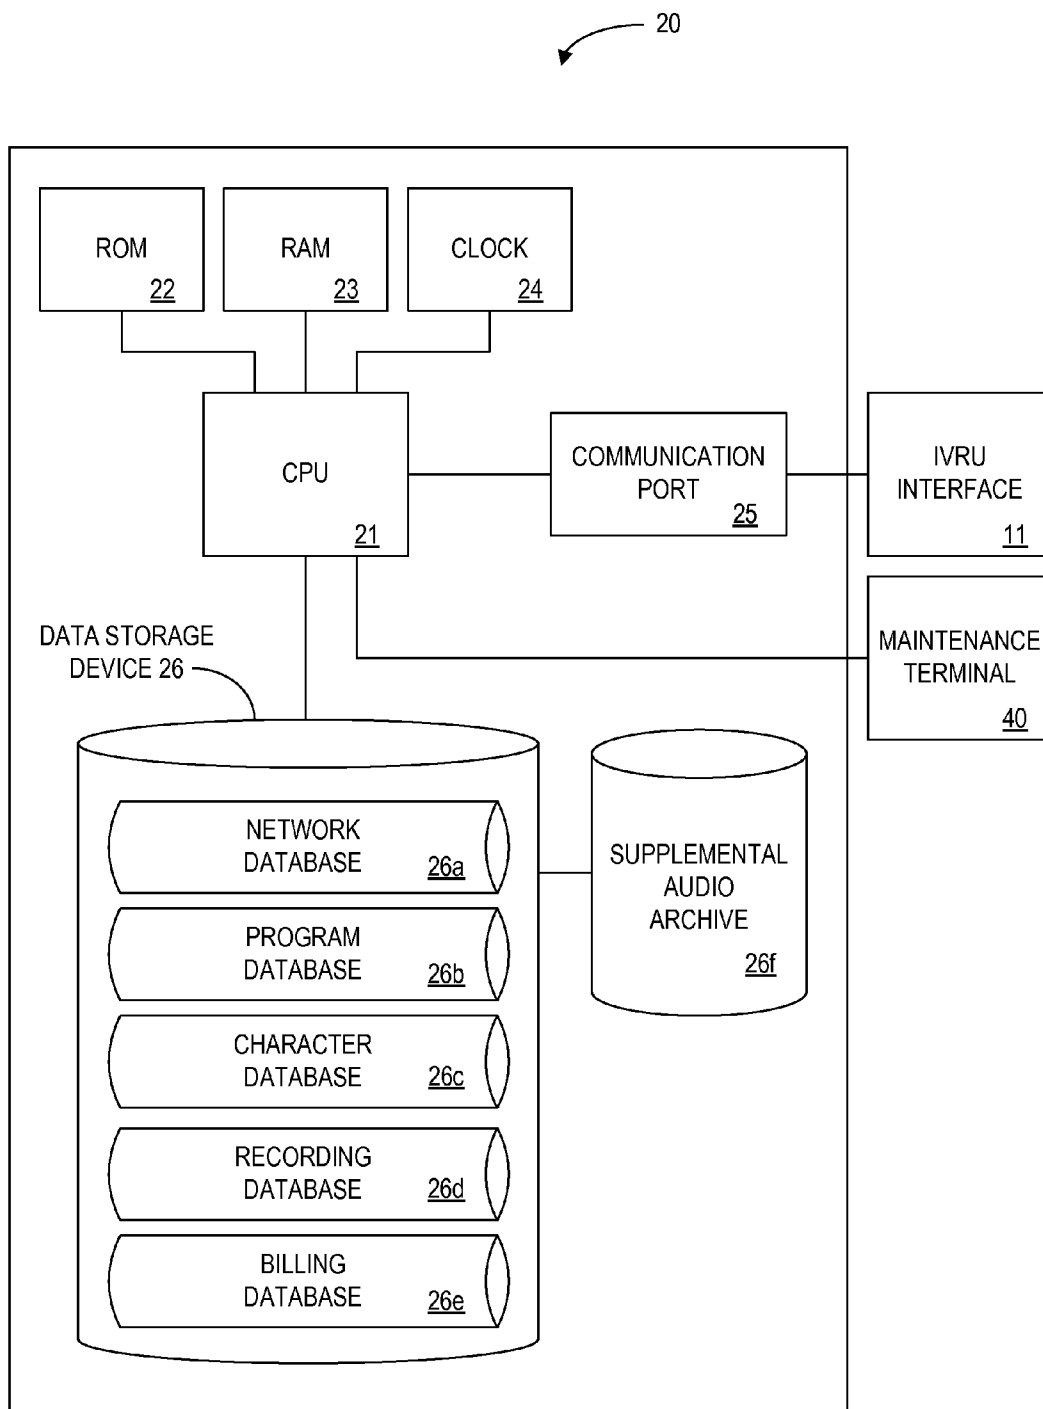 20
ROM
22
RAM
23
CLOCK
24
CPU
21
COMMUNICATION
PORT
25
IVRU
INTERFACE
11
MAINTENANCE
TERMINAL
40
DATA STORAGE
DEVICE 26
NETWORK
DATABASE
26a
PROGRAM
DATABASE
26b
CHARACTER
DATABASE
26c
RECORDING
DATABASE
26d
BILLING
DATABASE
26e
SUPPLEMENTAL
AUDIO
ARCHIVE
26f